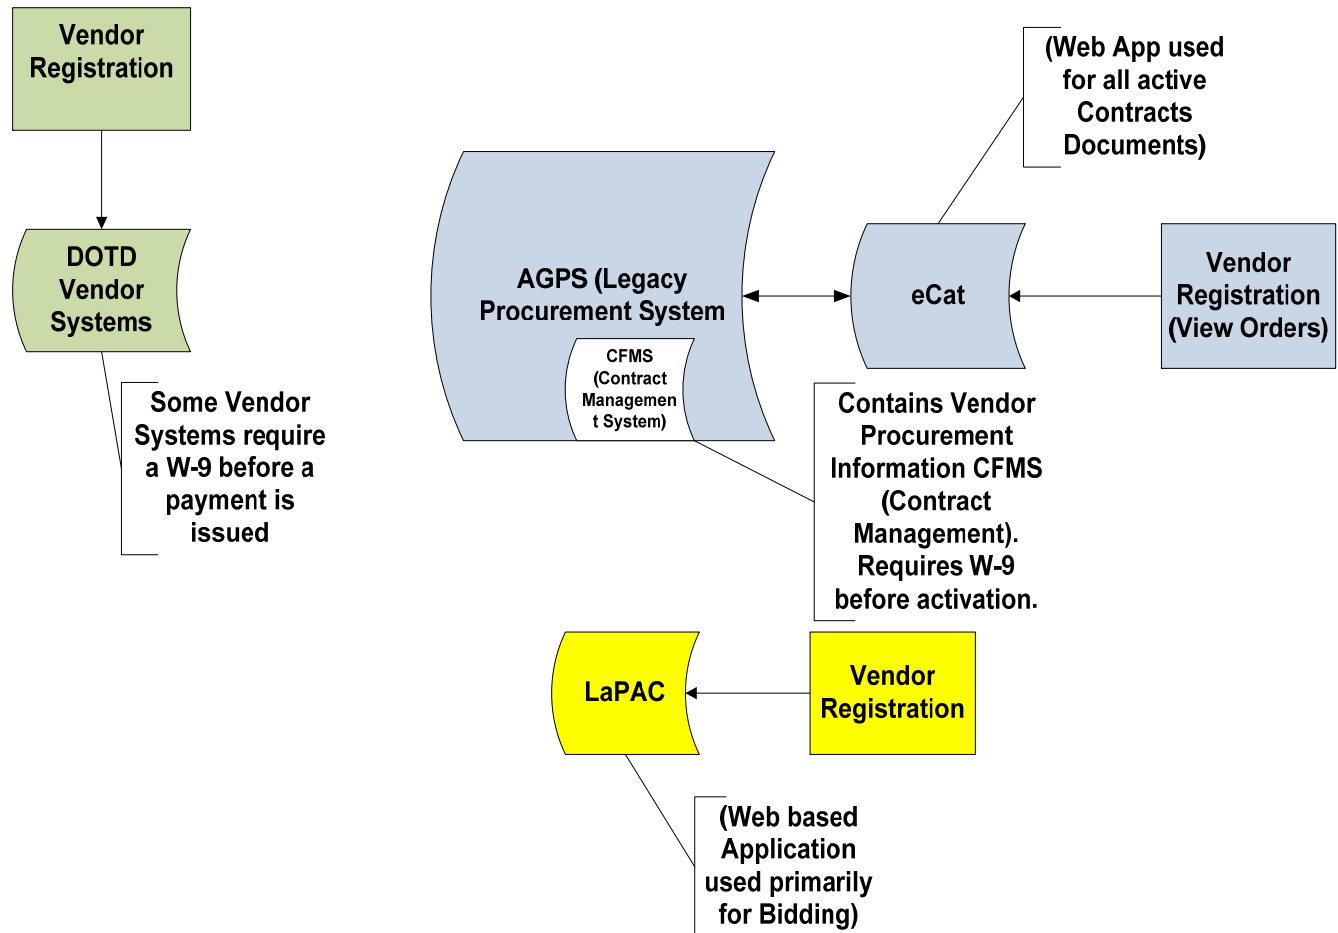 Vendor
Registration
DOTD
Vendor
Systems
Some Vendor
Systems require
a W-9 before a
payment is
issued
AGPS (Legacy
Procurement System
CFMS
(Contract
Managemen
t System)
(Web App used
for all active
Contracts
Documents)
eCat
Vendor
Registration
(View Orders)
Contains Vendor
Procurement
Information CFMS
(Contract
Management).
Requires W-9
before activation.
LaPAC
Vendor
Registration
(Web based
Application
used primarily
for Bidding)